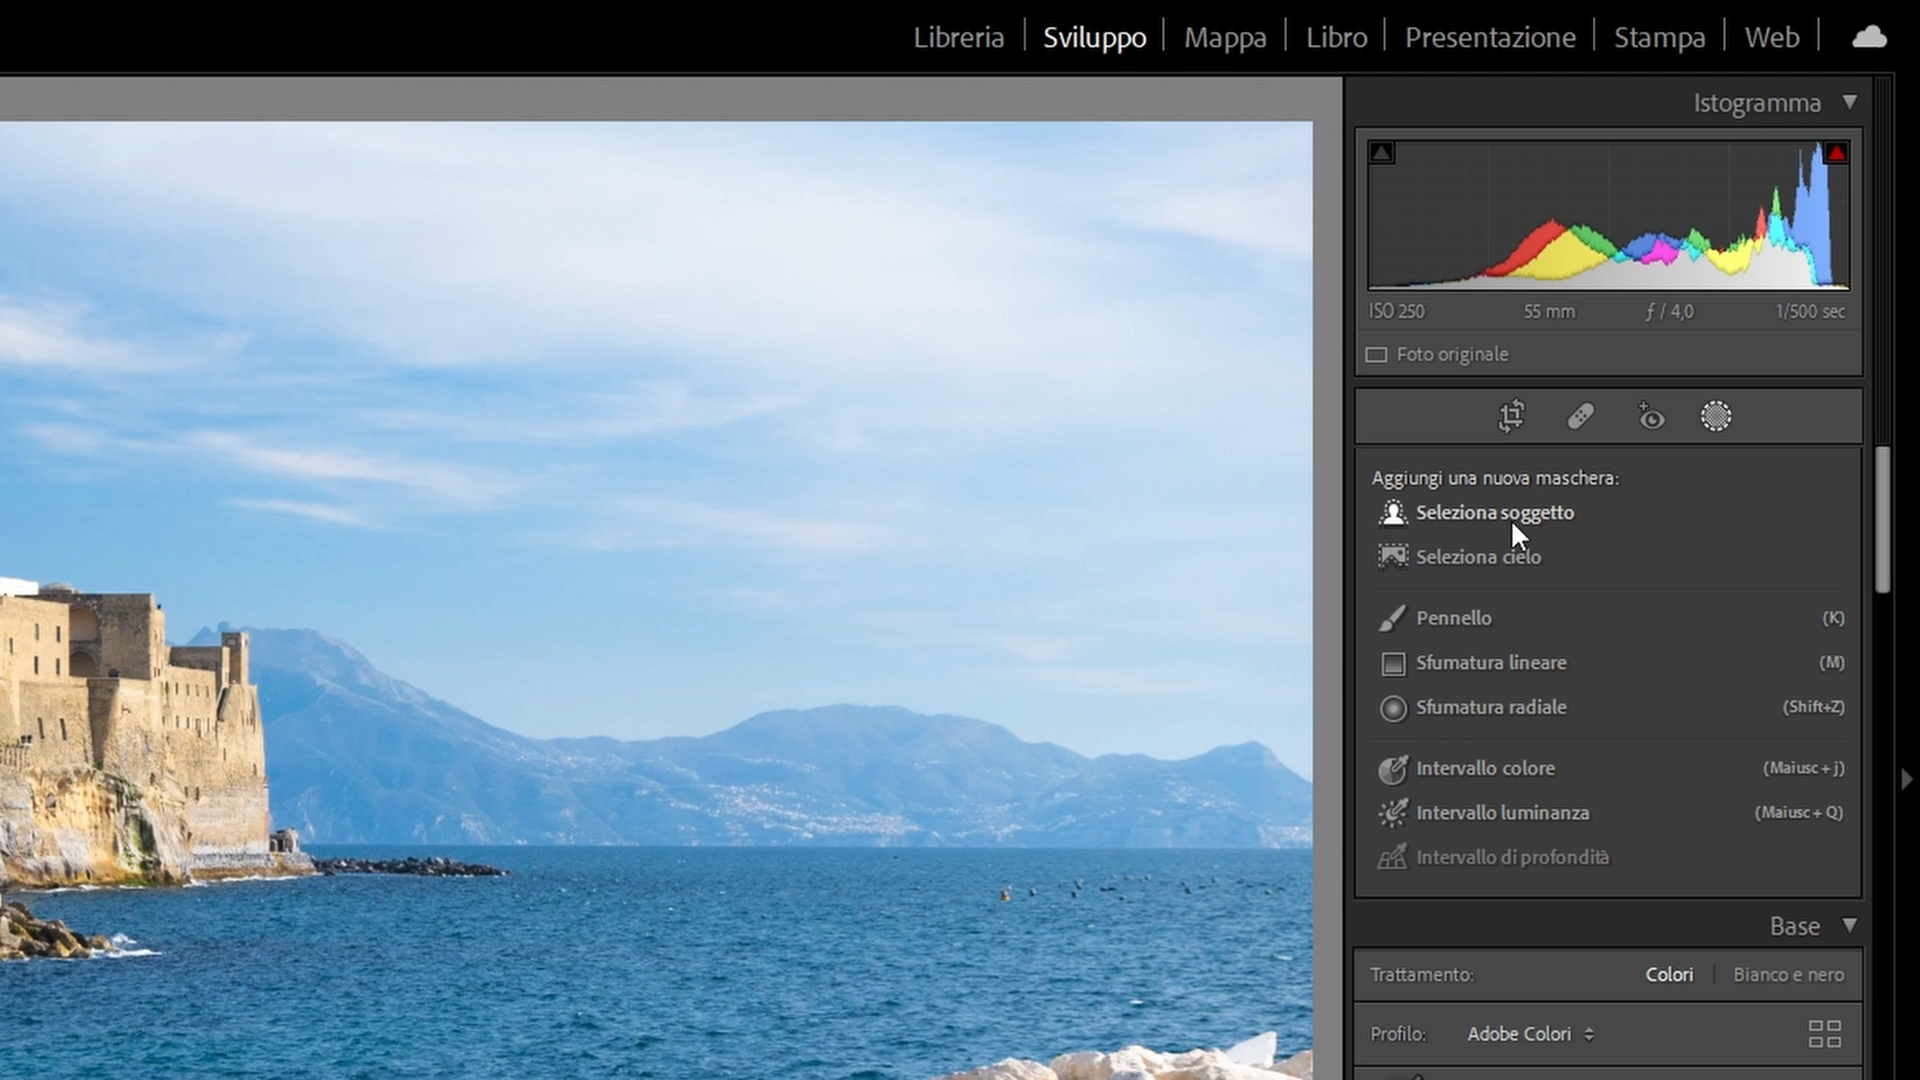 Libreria | Sviluppo | Mappa | Libro | Presentazione | Stampa | Web |
Istogramma
ISO 250 55 mm ƒ / 4,0 1/500 sec
Foto originale
Aggiungi una nuova maschera:
Seleziona soggetto
Seleziona cielo
Pennello (K)
Sfumatura lineare (M)
Sfumatura radiale (Shift+Z)
Intervallo colore (Maiusc + j)
Intervallo luminanza (Maiusc + Q)
Intervallo di profondità
Base
Trattamento: Colori | Bianco e nero
Profilo: Adobe Colori